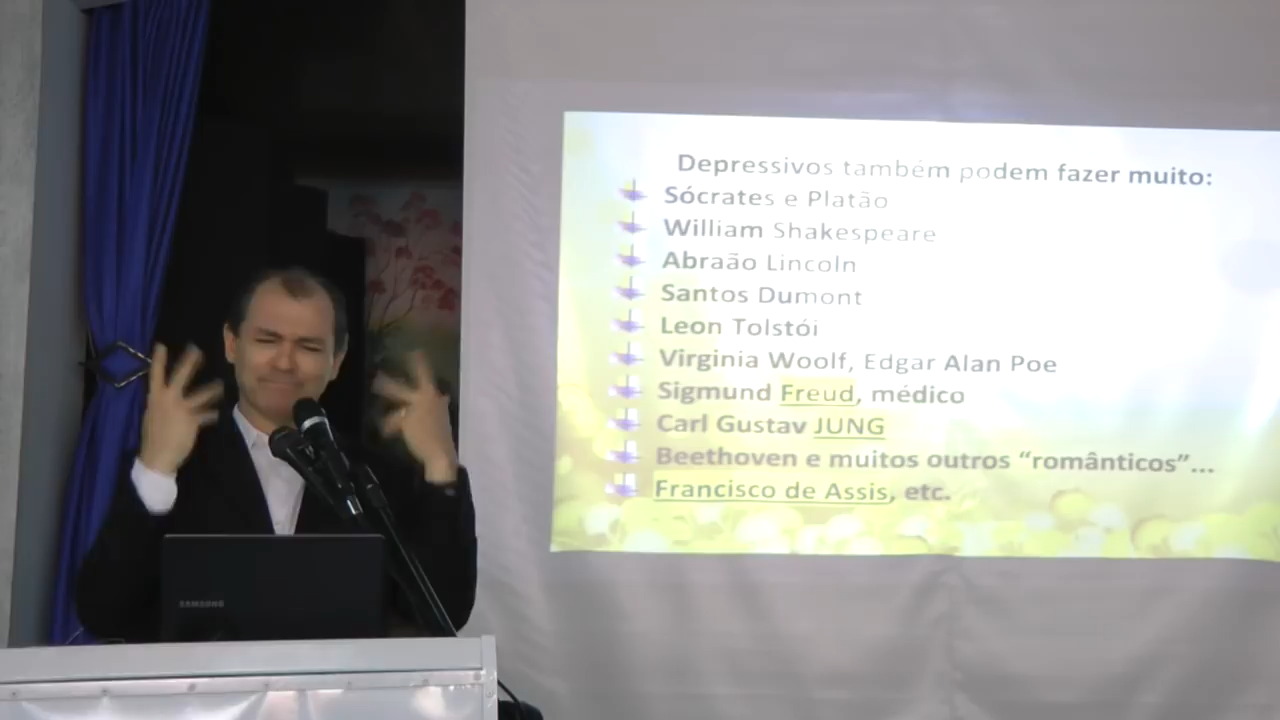 Depressivos também podem fazer muito:
Sócrates e Platão
William Shakespeare
Abraão Lincoln
Santos Dumont
Leon Tolstói
Virginia Woolf, Edgar Alan Poe
Sigmund Freud, médico
Carl Gustav JUNG
Beethoven e muitos outros “românticos”...
Francisco de Assis, etc.
SAMSUNG